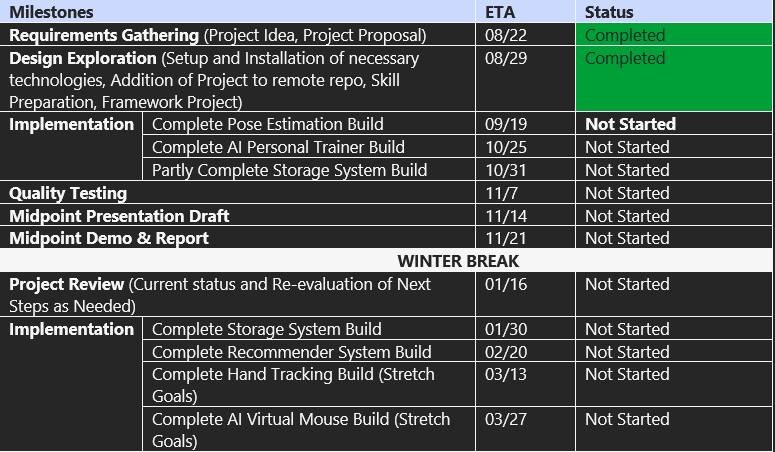 Milestones ETA Status
Requirements Gathering (Project Idea, Project Proposal) 08/22 Completed
Design Exploration (Setup and Installation of necessary 08/29 Completed
technologies, Addition of Project to remote repo, Skill
Preparation, Framework Project)
Implementation Complete Pose Estimation Build 09/19 Not Started
Complete AI Personal Trainer Build 10/25 Not Started
Partly Complete Storage System Build 10/31 Not Started
Quality Testing 11/7 Not Started
Midpoint Presentation Draft 11/14 Not Started
Midpoint Demo & Report 11/21 Not Started
WINTER BREAK
Project Review (Current status and Re-evaluation of Next 01/16 Not Started
Steps as Needed)
Implementation Complete Storage System Build 01/30 Not Started
Complete Recommender System Build 02/20 Not Started
Complete Hand Tracking Build (Stretch 03/13 Not Started
Goals)
Complete AI Virtual Mouse Build (Stretch 03/27 Not Started
Goals)